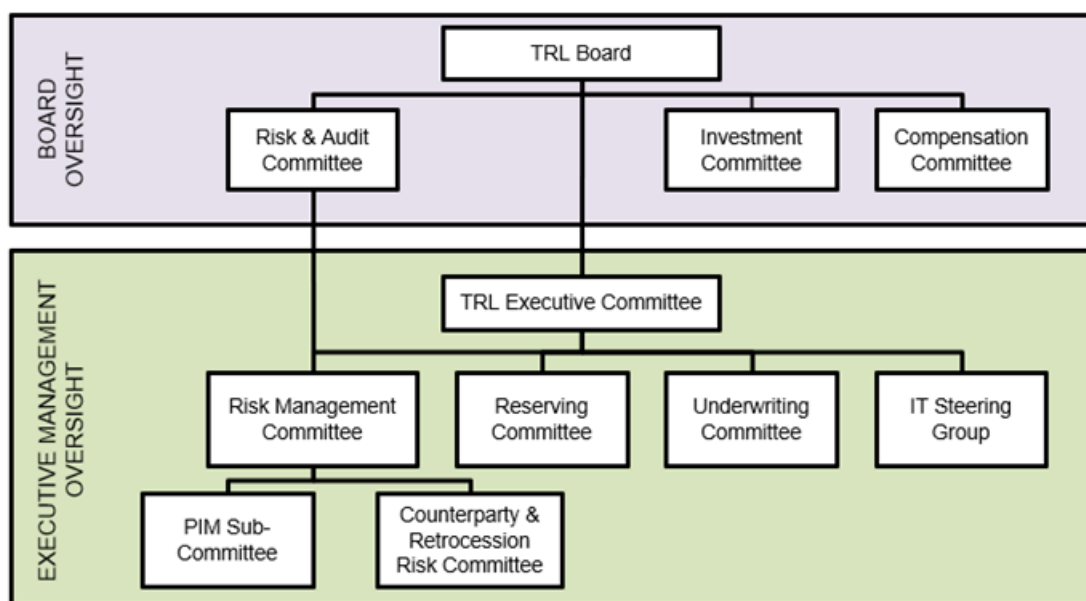 BOARD
OVERSIGHT
TRL Board
Risk & Audit
Committee
Investment
Committee
Compensation
Committee
EXECUTIVE MANAGEMENT
OVERSIGHT
TRL Executive Committee
Risk Management
Committee
Reserving
Committee
Underwriting
Committee
IT Steering
Group
PIM Sub-
Committee
Counterparty &
Retrocession
Risk Committee